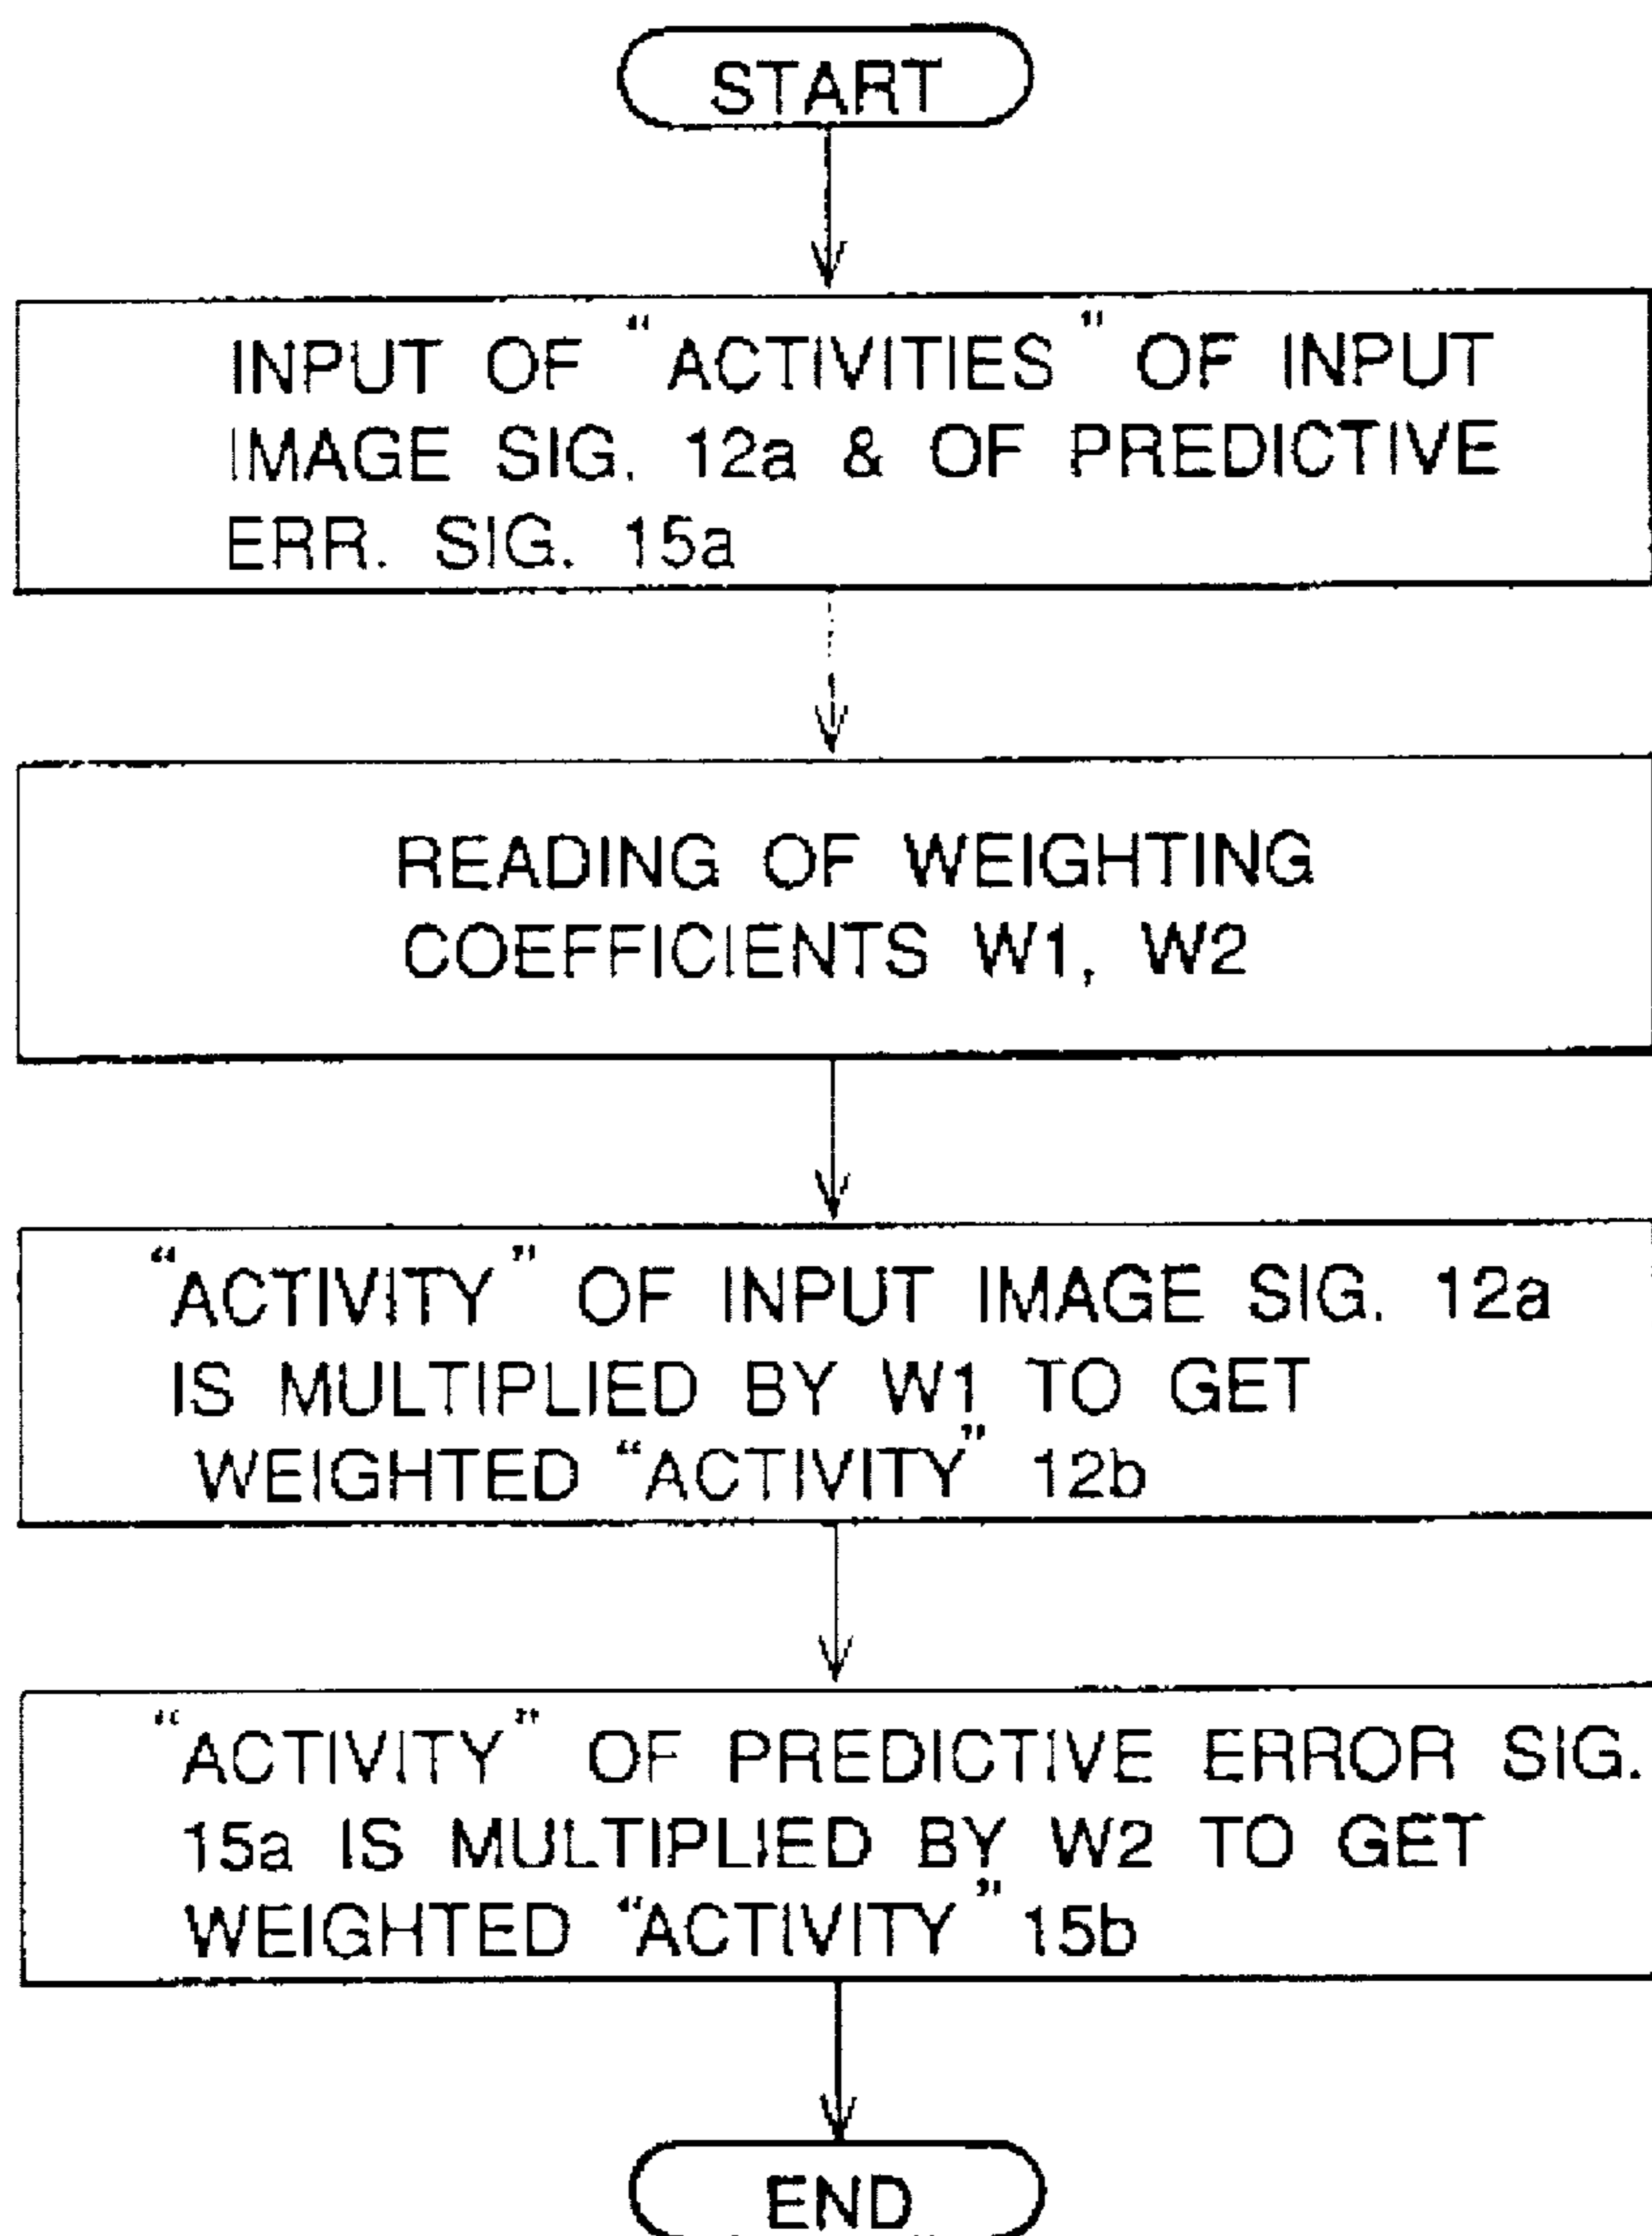 START
INPUT OF “ACTIVITIES” OF INPUT
IMAGE SIG. 12a & OF PREDICTIVE
ERR. SIG. 15a
READING OF WEIGHTING
COEFFICIENTS W1, W2
“ACTIVITY” OF INPUT IMAGE SIG. 12a
IS MULTIPLIED BY W1 TO GET
WEIGHTED “ACTIVITY” 12b
“ACTIVITY” OF PREDICTIVE ERROR SIG.
15a IS MULTIPLIED BY W2 TO GET
WEIGHTED “ACTIVITY” 15b
END